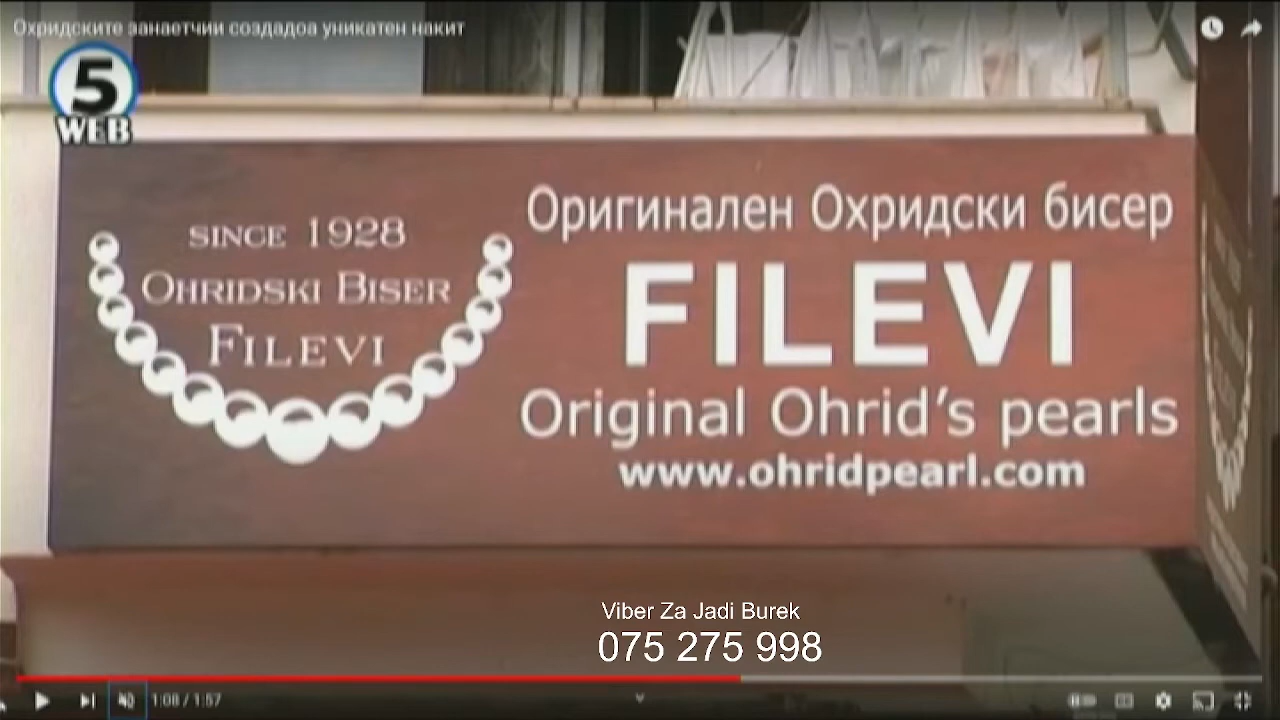 Охридските занаетчии создадоа уникатен накит
5
WEB
SINCE 1928
OHRIDSKI BISER
FILEVI
Оригинален Охридски бисер
FILEVI
Original Ohrid's pearls
www.ohridpearl.com
Viber Za Jadi Burek
075 275 998
1:08 / 1:57